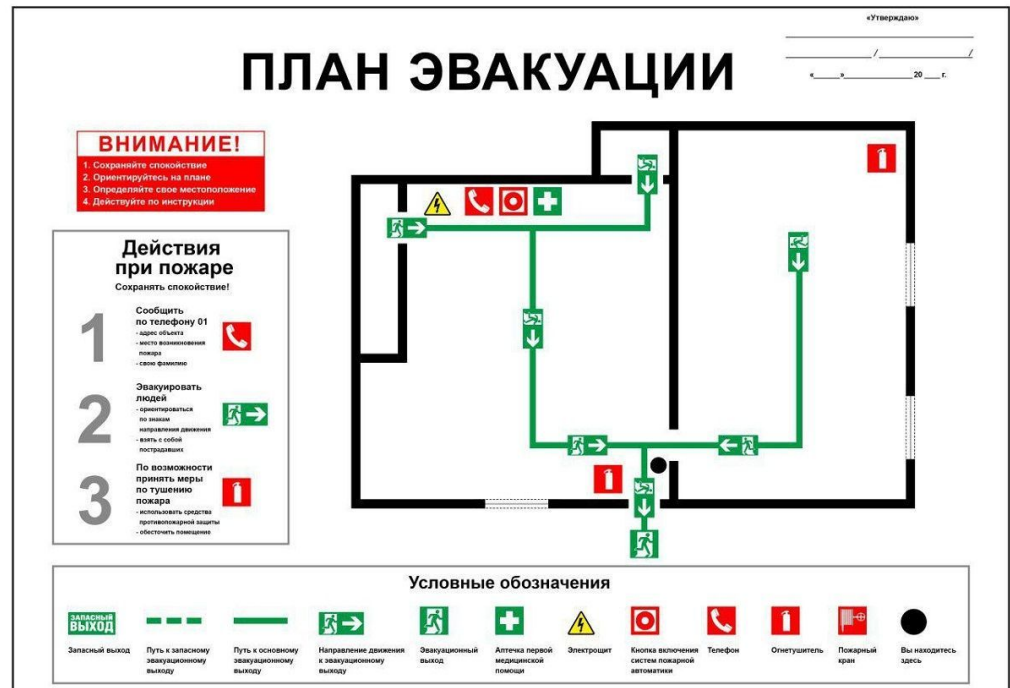 «Утверждаю»
/ /
« » 20 г.
ПЛАН ЭВАКУАЦИИ
ВНИМАНИЕ!
1. Сохраняйте спокойствие
2. Ориентируйтесь на плане
3. Определяйте свое местоположение
4. Действуйте по инструкции
Действия
при пожаре
Сохранять спокойствие!
1
Сообщить
по телефону 01
- адрес объекта
- место возникновения
пожара
- свою фамилию
2
Эвакуировать
людей
- ориентироваться
по знакам
направления движения
- взять с собой
пострадавших
3
По возможности
принять меры
по тушению
пожара
- использовать средства
противопожарной защиты
- обесточить помещение
Условные обозначения
ЗАПАСНЫЙ
ВЫХОД
Запасный выход
Путь к запасному
эвакуационному
выходу
Путь к основному
эвакуационному
выходу
Направление движения
к эвакуационному
выходу
Эвакуационный
выход
Аптечка первой
медицинской
помощи
Электрощит
Кнопка включения
систем пожарной
автоматики
Телефон
Огнетушитель
Пожарный
кран
Вы находитесь
здесь